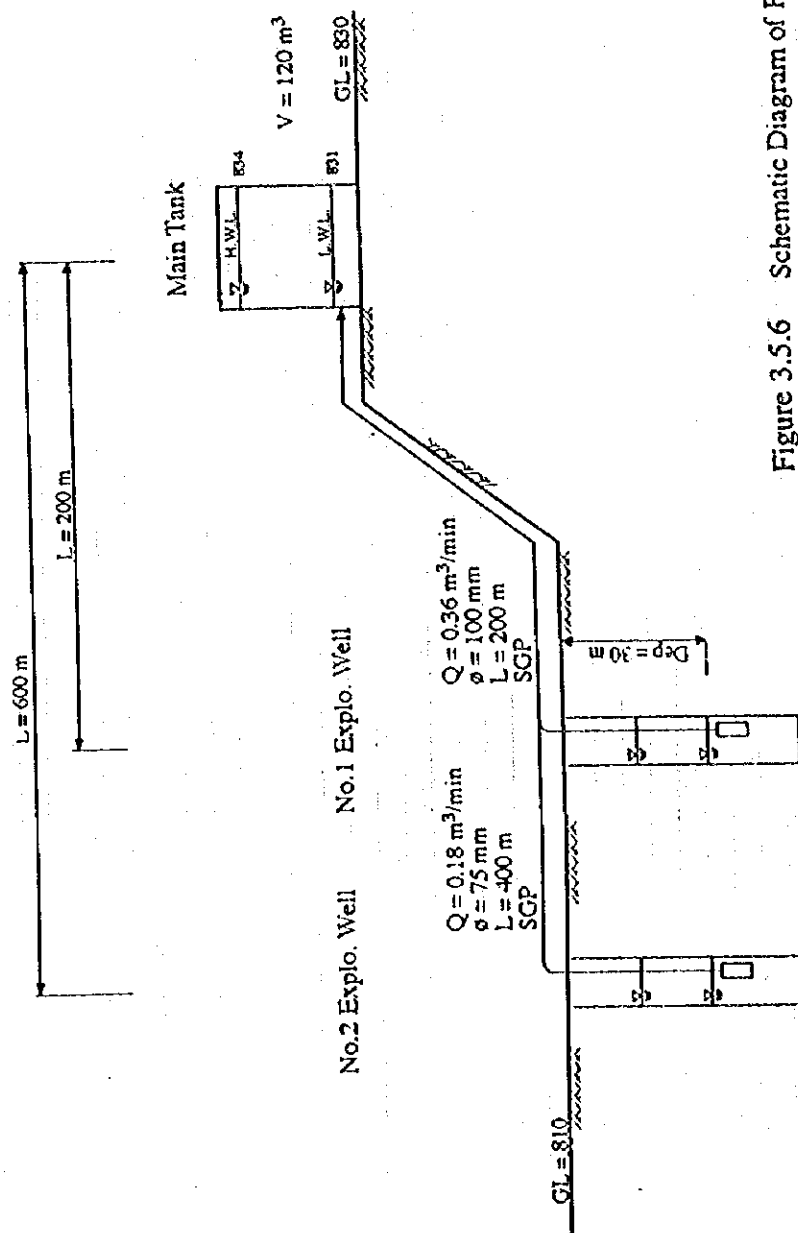 L = 600 m
L = 200 m
Main Tank
H.W.L.
834
V = 120 m³
L.W.L.
831
GL = 830
No.2 Explo. Well
No.1 Explo. Well
Q = 0.18 m³/min
ø = 75 mm
L = 400 m
SGP
Q = 0.36 m³/min
ø = 100 mm
L = 200 m
SGP
Dep = 30 m
GL = 810
Figure 3.5.6 Schematic Diagram of